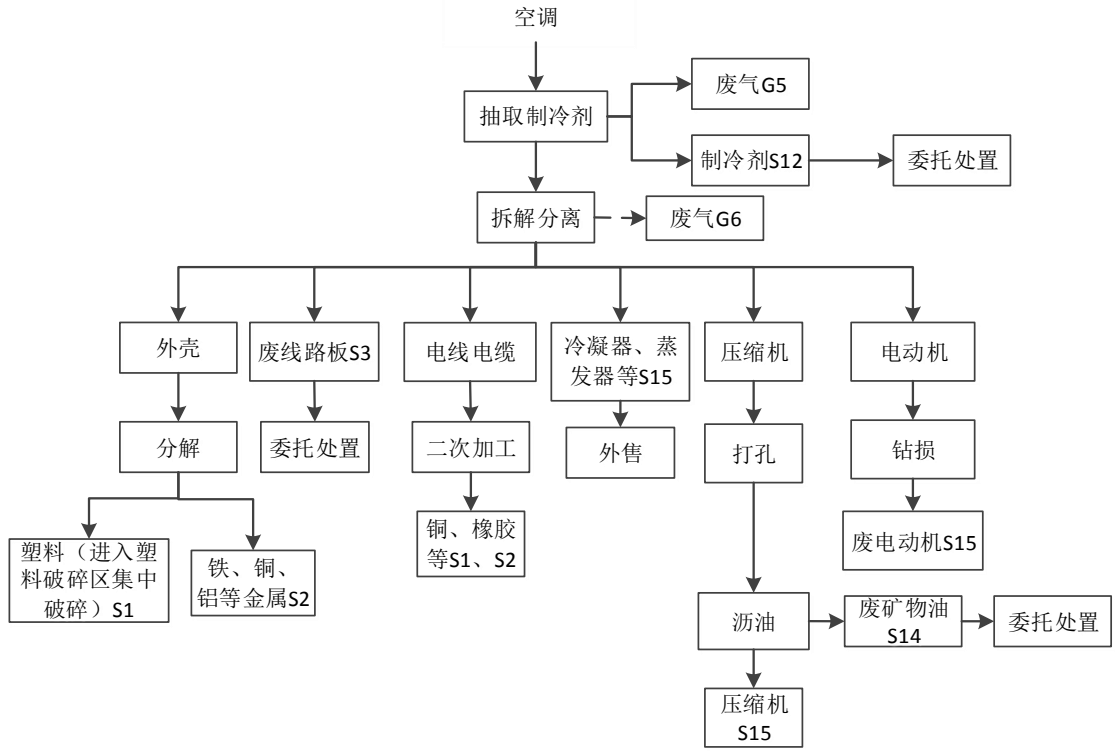 空调
废气G5
抽取制冷剂
制冷剂S12
委托处置
拆解分离
废气G6
外壳
废线路板S3
电线电缆
冷凝器、蒸
发器等S15
压缩机
电动机
分解
委托处置
二次加工
外售
打孔
钻损
塑料（进入塑
料破碎区集中
破碎）S1
铁、铜、
铝等金属S2
铜、橡胶
等S1、S2
废电动机S15
沥油
废矿物油
S14
委托处置
压缩机
S15